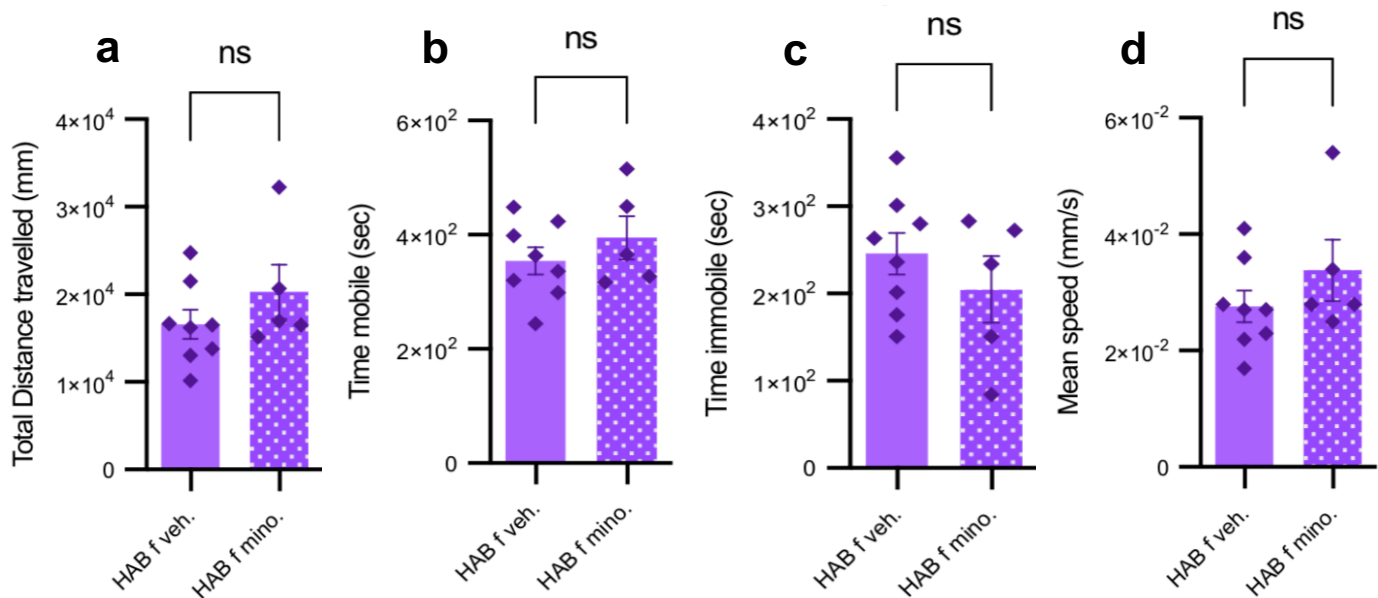 a
ns
Total Distance travelled (mm)
4×10⁴
3×10⁴
2×10⁴
1×10⁴
0
HAB f veh.
HAB f mino.
b
ns
Time mobile (sec)
6×10²
4×10²
2×10²
0
HAB f veh.
HAB f mino.
c
ns
Time immobile (sec)
4×10²
3×10²
2×10²
1×10²
0
HAB f veh.
HAB f mino.
d
ns
Mean speed (mm/s)
6×10⁻²
4×10⁻²
2×10⁻²
0
HAB f veh.
HAB f mino.